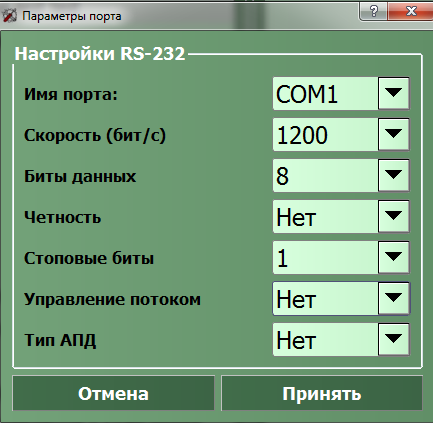 Параметры порта
Настройки RS-232
Имя порта: COM1
Скорость (бит/с) 1200
Биты данных 8
Четность Нет
Стоповые биты 1
Управление потоком Нет
Тип АПД Нет
Отмена Принять